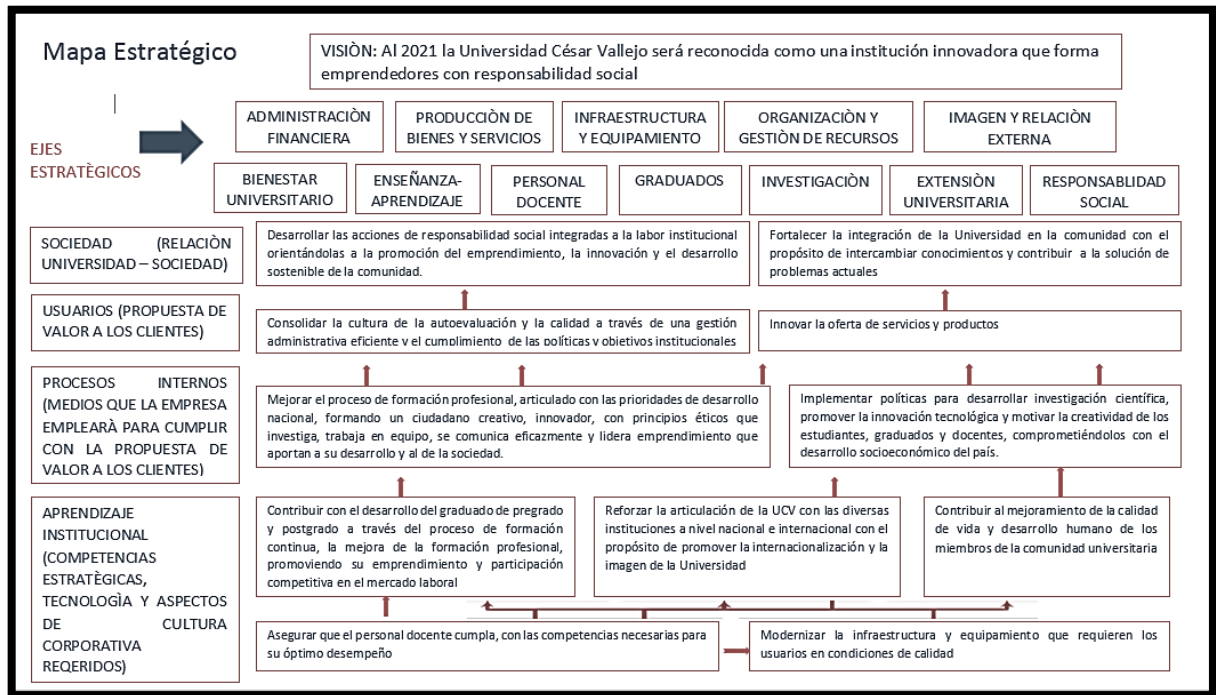 Mapa Estratégico
VISIÒN: Al 2021 la Universidad César Vallejo será reconocida como una institución innovadora que forma
emprendedores con responsabilidad social
EJES
ESTRATÈGICOS
ADMINISTRACIÒN
FINANCIERA
PRODUCCIÒN DE
BIENES Y SERVICIOS
INFRAESTRUCTURA
Y EQUIPAMIENTO
ORGANIZACIÒN Y
GESTIÒN DE RECURSOS
IMAGEN Y RELACIÒN
EXTERNA
BIENESTAR
UNIVERSITARIO
ENSEÑANZA-
APRENDIZAJE
PERSONAL
DOCENTE
GRADUADOS
INVESTIGACIÒN
EXTENSIÒN
UNIVERSITARIA
RESPONSABLIDAD
SOCIAL
SOCIEDAD (RELACIÒN
UNIVERSIDAD – SOCIEDAD)
Desarrollar las acciones de responsabilidad social integradas a la labor institucional
orientándolas a la promoción del emprendimiento, la innovación y el desarrollo
sostenible de la comunidad.
Fortalecer la integración de la Universidad en la comunidad con el
propósito de intercambiar conocimientos y contribuir a la solución de
problemas actuales
USUARIOS (PROPUESTA DE
VALOR A LOS CLIENTES)
Consolidar la cultura de la autoevaluación y la calidad a través de una gestión
administrativa eficiente y el cumplimiento de las políticas y objetivos institucionales
Innovar la oferta de servicios y productos
PROCESOS INTERNOS
(MEDIOS QUE LA EMPRESA
EMPLEARÀ PARA CUMPLIR
CON LA PROPUESTA DE
VALOR A LOS CLIENTES)
Mejorar el proceso de formación profesional, articulado con las prioridades de desarrollo
nacional, formando un ciudadano creativo, innovador, con principios éticos que
investiga, trabaja en equipo, se comunica eficazmente y lidera emprendimiento que
aportan a su desarrollo y al de la sociedad.
Implementar políticas para desarrollar investigación científica,
promover la innovación tecnológica y motivar la creatividad de los
estudiantes, graduados y docentes, comprometiéndolos con el
desarrollo socioeconómico del país.
APRENDIZAJE
INSTITUCIONAL
(COMPETENCIAS
ESTRATÈGICAS,
TECNOLOGÌA Y ASPECTOS
DE CULTURA
CORPORATIVA
REQERIDOS)
Contribuir con el desarrollo del graduado de pregrado
y postgrado a través del proceso de formación
continua, la mejora de la formación profesional,
promoviendo su emprendimiento y participación
competitiva en el mercado laboral
Reforzar la articulación de la UCV con las diversas
instituciones a nivel nacional e internacional con el
propósito de promover la internacionalización y la
imagen de la Universidad
Contribuir al mejoramiento de la calidad
de vida y desarrollo humano de los
miembros de la comunidad universitaria
Asegurar que el personal docente cumpla, con las competencias necesarias para
su óptimo desempeño
Modernizar la infraestructura y equipamiento que requieren los
usuarios en condiciones de calidad